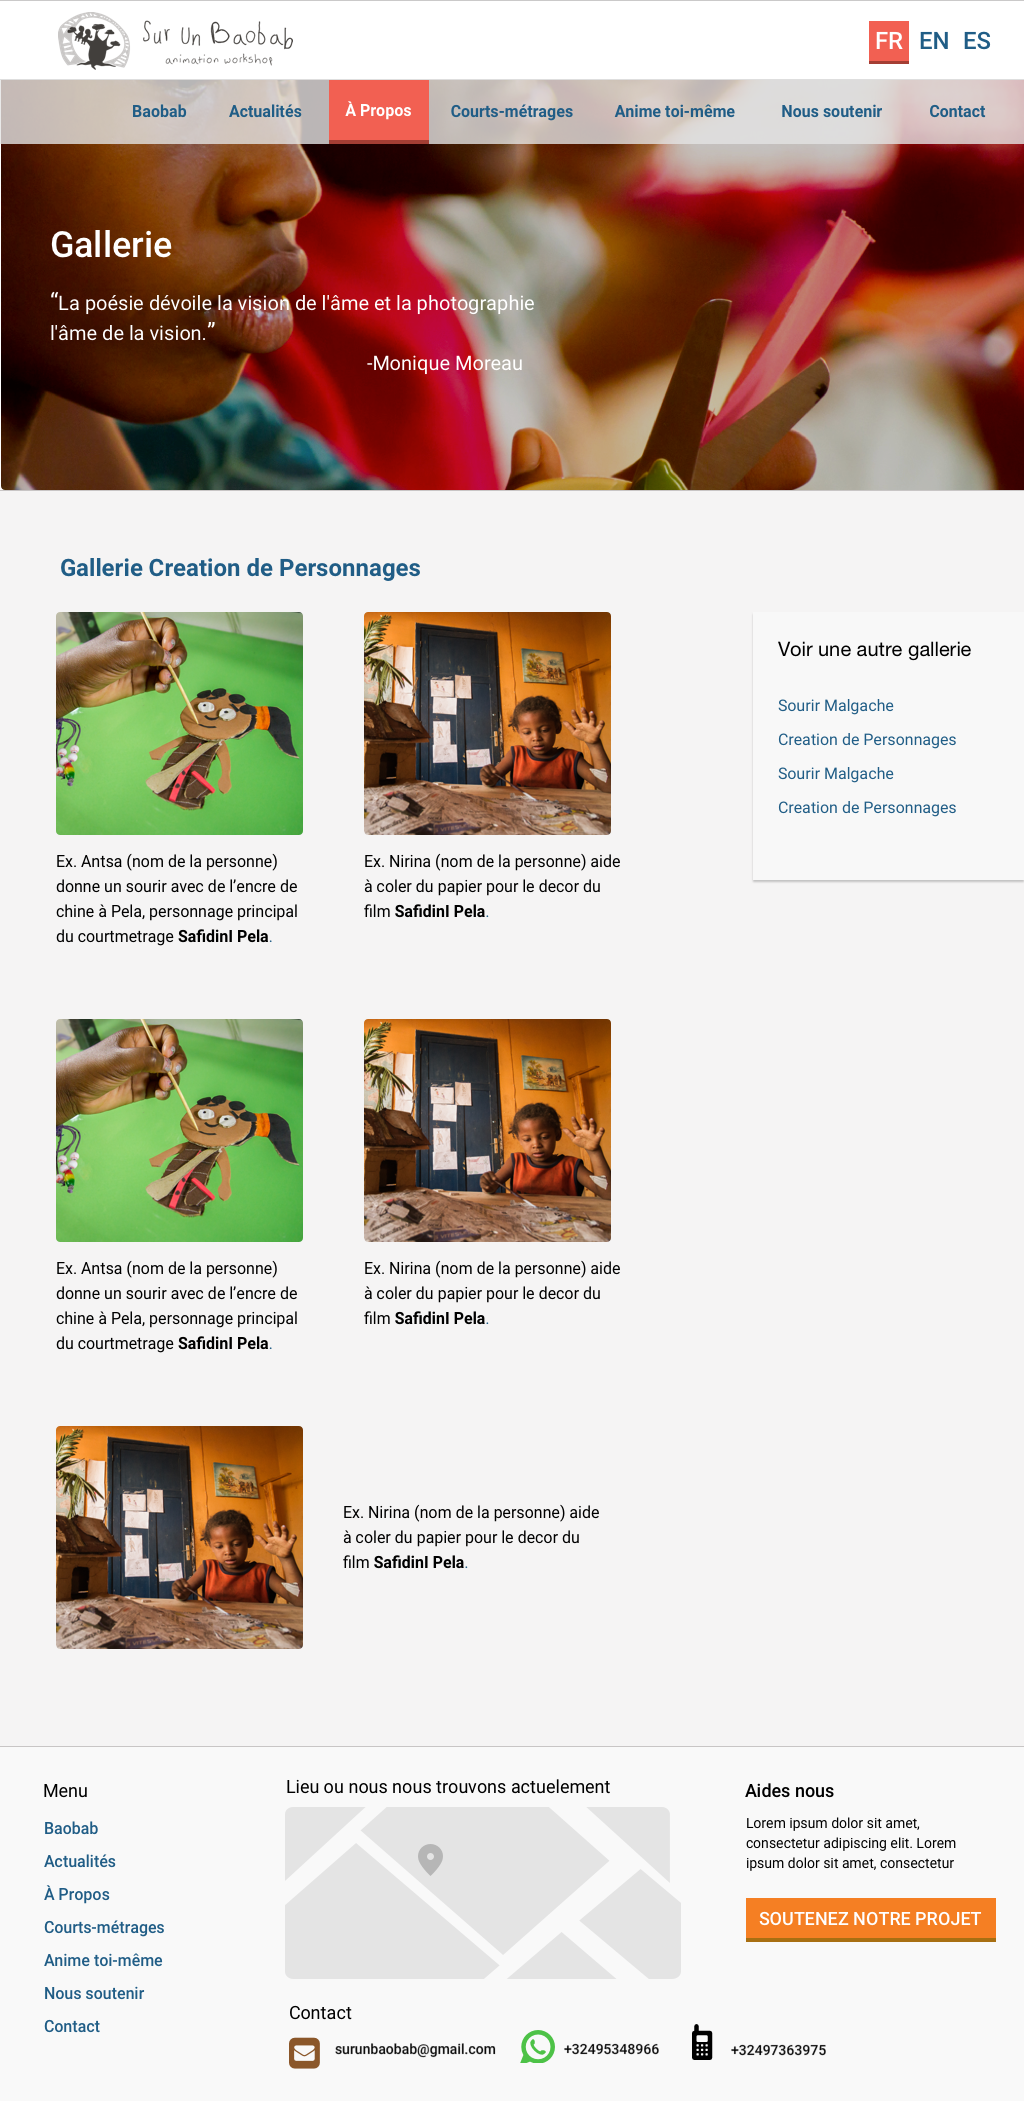 Sur Un Baobab
animation workshop
FR EN ES
Baobab Actualités À Propos Courts-métrages Anime toi-même Nous soutenir Contact
Gallerie
“La poésie dévoile la vision de l'âme et la photographie
l'âme de la vision.”
-Monique Moreau
Gallerie Creation de Personnages
Ex. Antsa (nom de la personne)
donne un sourir avec de l’encre de
chine à Pela, personnage principal
du courtmetrage SafidinI Pela.
Ex. Nirina (nom de la personne) aide
à coler du papier pour le decor du
film SafidinI Pela.
Voir une autre gallerie
Sourir Malgache
Creation de Personnages
Sourir Malgache
Creation de Personnages
Ex. Antsa (nom de la personne)
donne un sourir avec de l’encre de
chine à Pela, personnage principal
du courtmetrage SafidinI Pela.
Ex. Nirina (nom de la personne) aide
à coler du papier pour le decor du
film SafidinI Pela.
Ex. Nirina (nom de la personne) aide
à coler du papier pour le decor du
film SafidinI Pela.
Menu
Baobab
Actualités
À Propos
Courts-métrages
Anime toi-même
Nous soutenir
Contact
Lieu ou nous nous trouvons actuelement
Contact
surunbaobab@gmail.com
+32495348966
+32497363975
Aides nous
Lorem ipsum dolor sit amet,
consectetur adipiscing elit. Lorem
ipsum dolor sit amet, consectetur
SOUTENEZ NOTRE PROJET